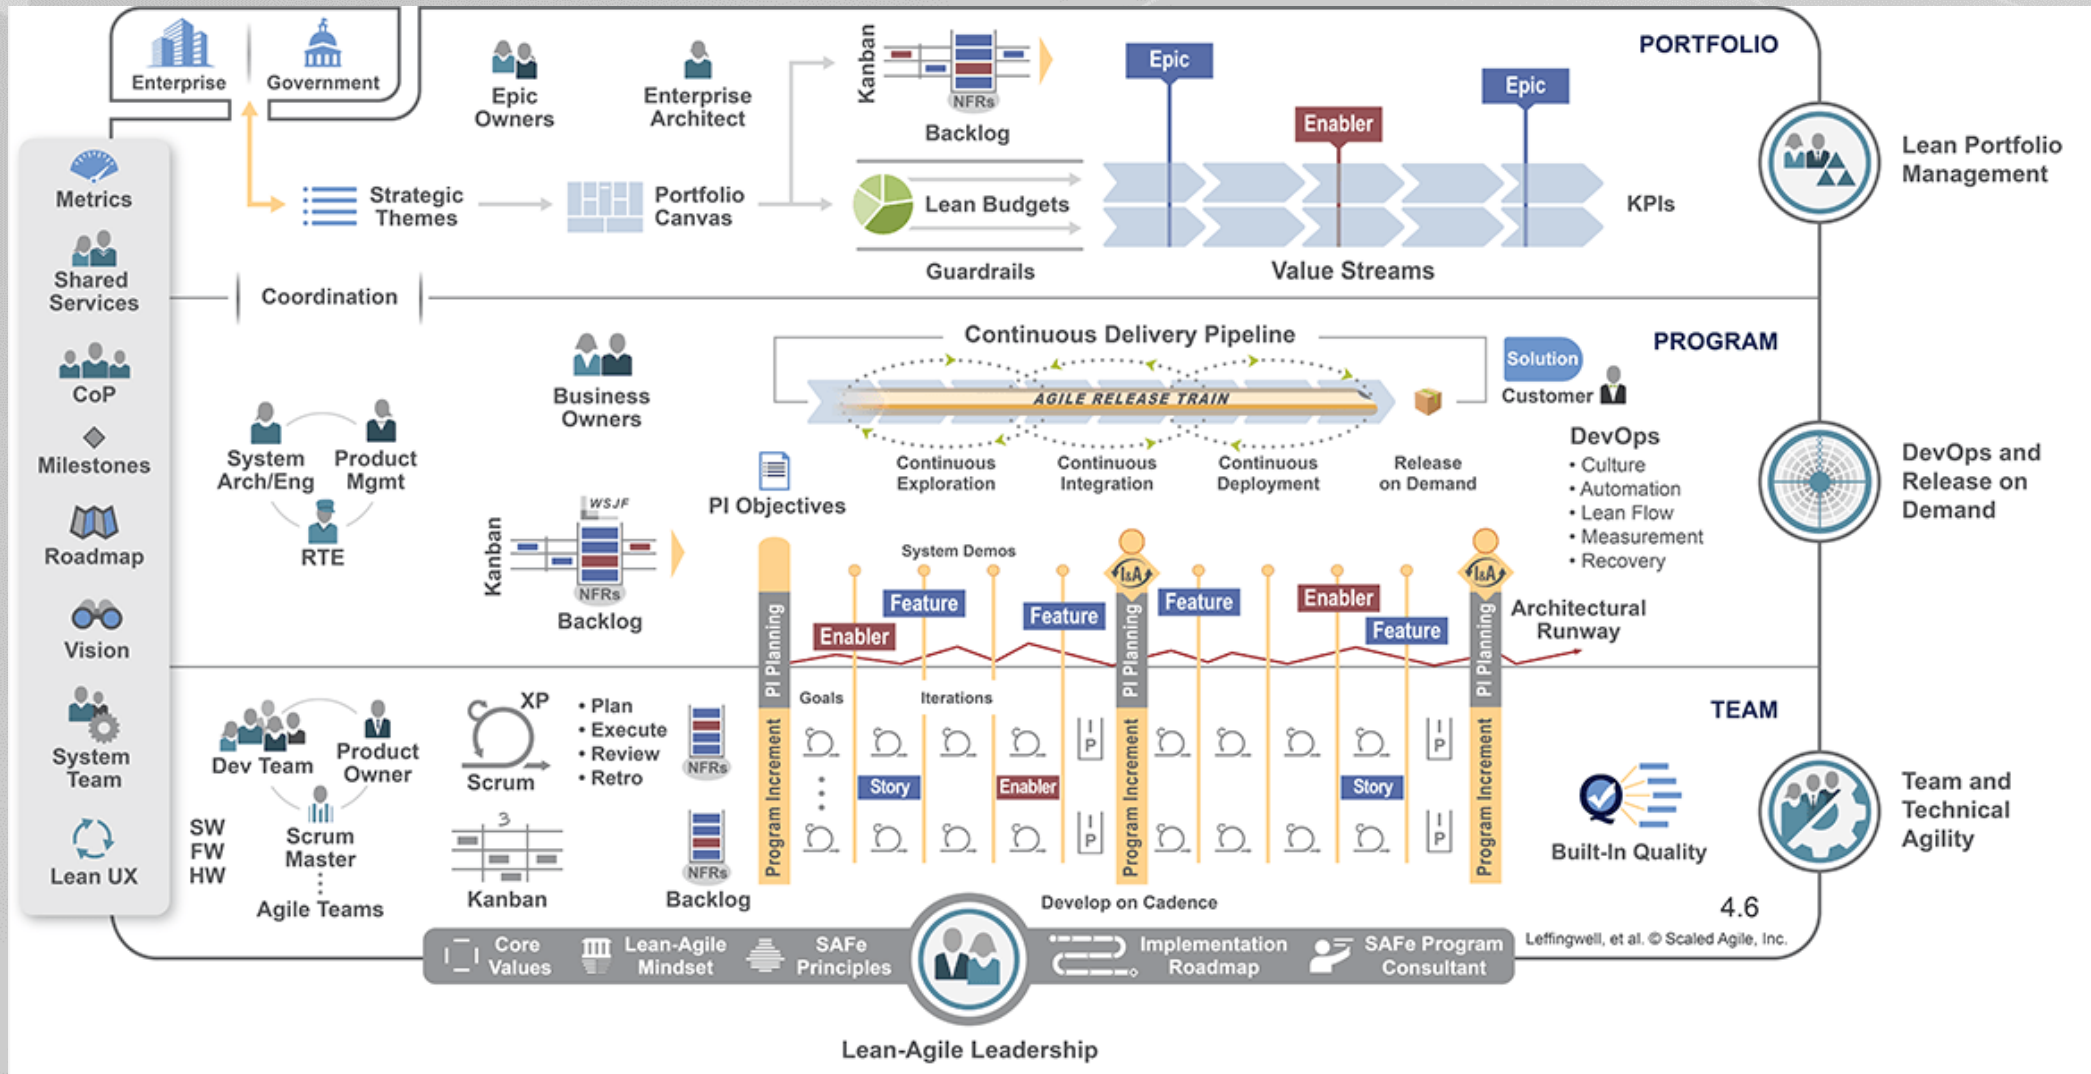 Enterprise
Government
Epic
Owners
Enterprise
Architect
Kanban
NFRs
Backlog
Epic
Enabler
Epic
PORTFOLIO
Strategic
Themes
Portfolio
Canvas
Lean Budgets
Guardrails
Value Streams
KPIs
Lean Portfolio
Management
Metrics
Shared
Services
CoP
Milestones
Roadmap
Vision
System
Team
Lean UX
Coordination
Business
Owners
System
Arch/Eng
Product
Mgmt
RTE
Kanban
WSJF
NFRs
Backlog
Continuous Delivery Pipeline
AGILE RELEASE TRAIN
Continuous
Exploration
Continuous
Integration
Continuous
Deployment
Release
on Demand
Solution
Customer
PROGRAM
DevOps
• Culture
• Automation
• Lean Flow
• Measurement
• Recovery
DevOps and
Release on
Demand
PI Objectives
System Demos
I&A
I&A
Enabler
Feature
Feature
Feature
Enabler
Feature
Architectural
Runway
PI Planning
PI Planning
PI Planning
Dev Team
Product
Owner
Scrum
Master
Agile Teams
SW
FW
HW
XP
Scrum
• Plan
• Execute
• Review
• Retro
3
Kanban
NFRs
NFRs
Backlog
Goals
Iterations
Program Increment
Program Increment
Program Increment
Story
Enabler
Story
I
P
I
P
I
P
I
P
Develop on Cadence
TEAM
Built-In Quality
Team and
Technical
Agility
4.6
Leffingwell, et al. © Scaled Agile, Inc.
Core
Values
Lean-Agile
Mindset
SAFe
Principles
Implementation
Roadmap
SAFe Program
Consultant
Lean-Agile Leadership